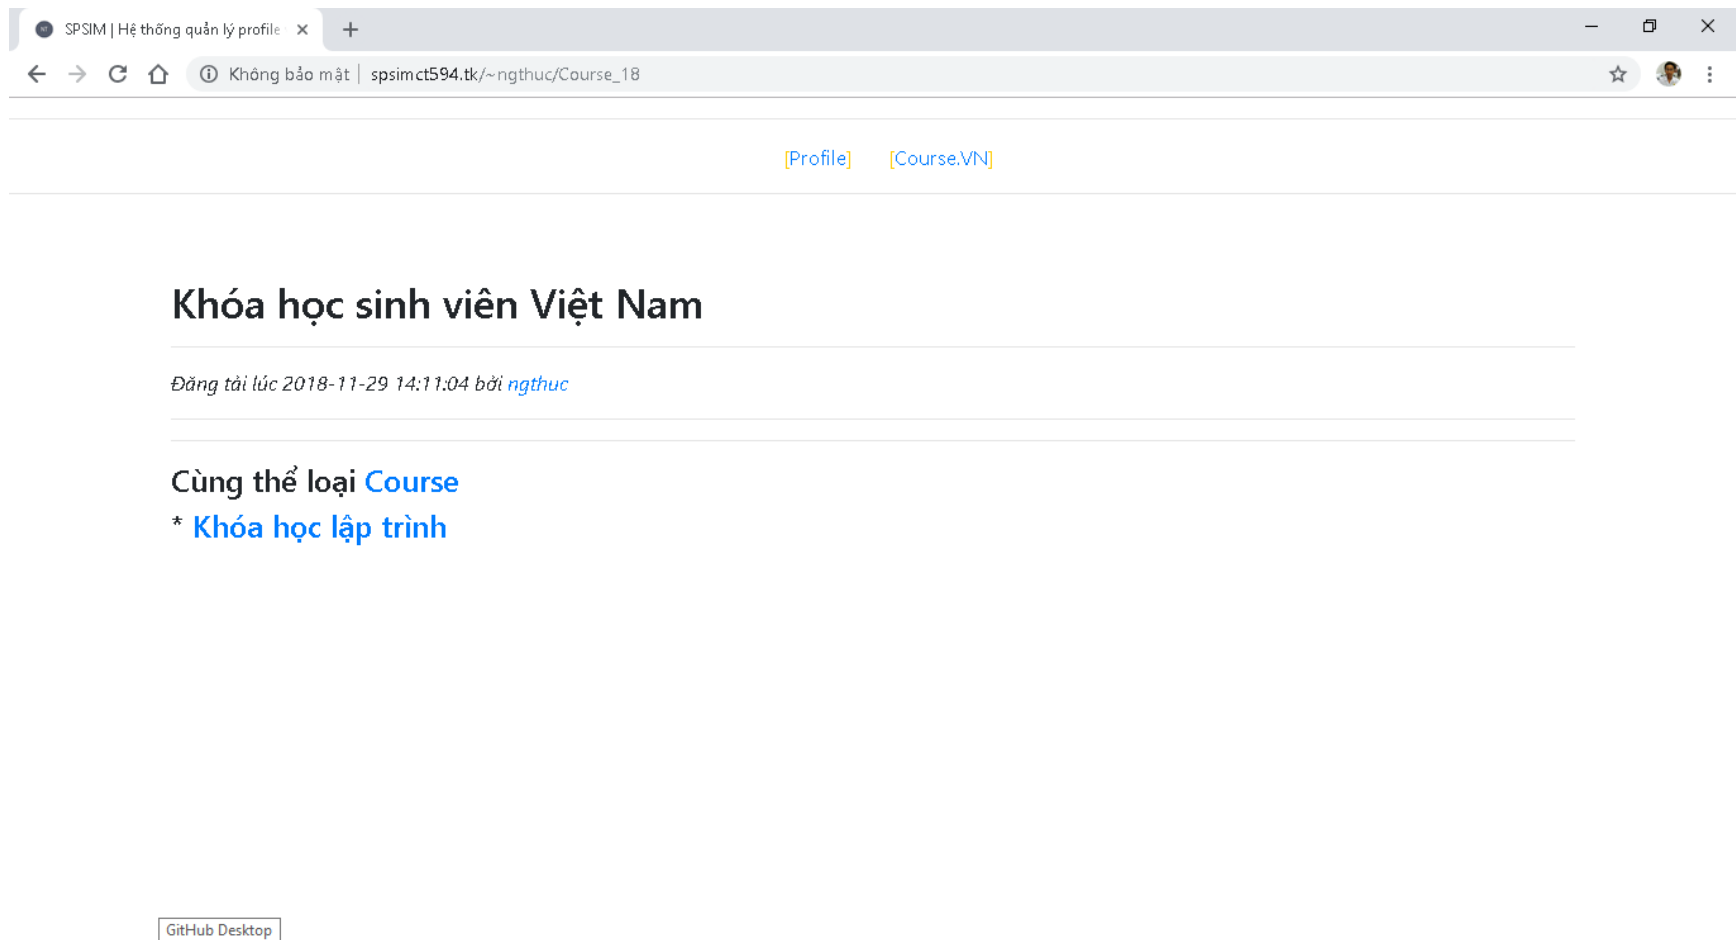 SPSIM | Hệ thống quản lý profile
Không bảo mật | spsimct594.tk/~ngthuc/Course_18
[Profile] [Course.VN]
Khóa học sinh viên Việt Nam
Đăng tải lúc 2018-11-29 14:11:04 bởi ngthuc
Cùng thể loại Course
* Khóa học lập trình
GitHub Desktop